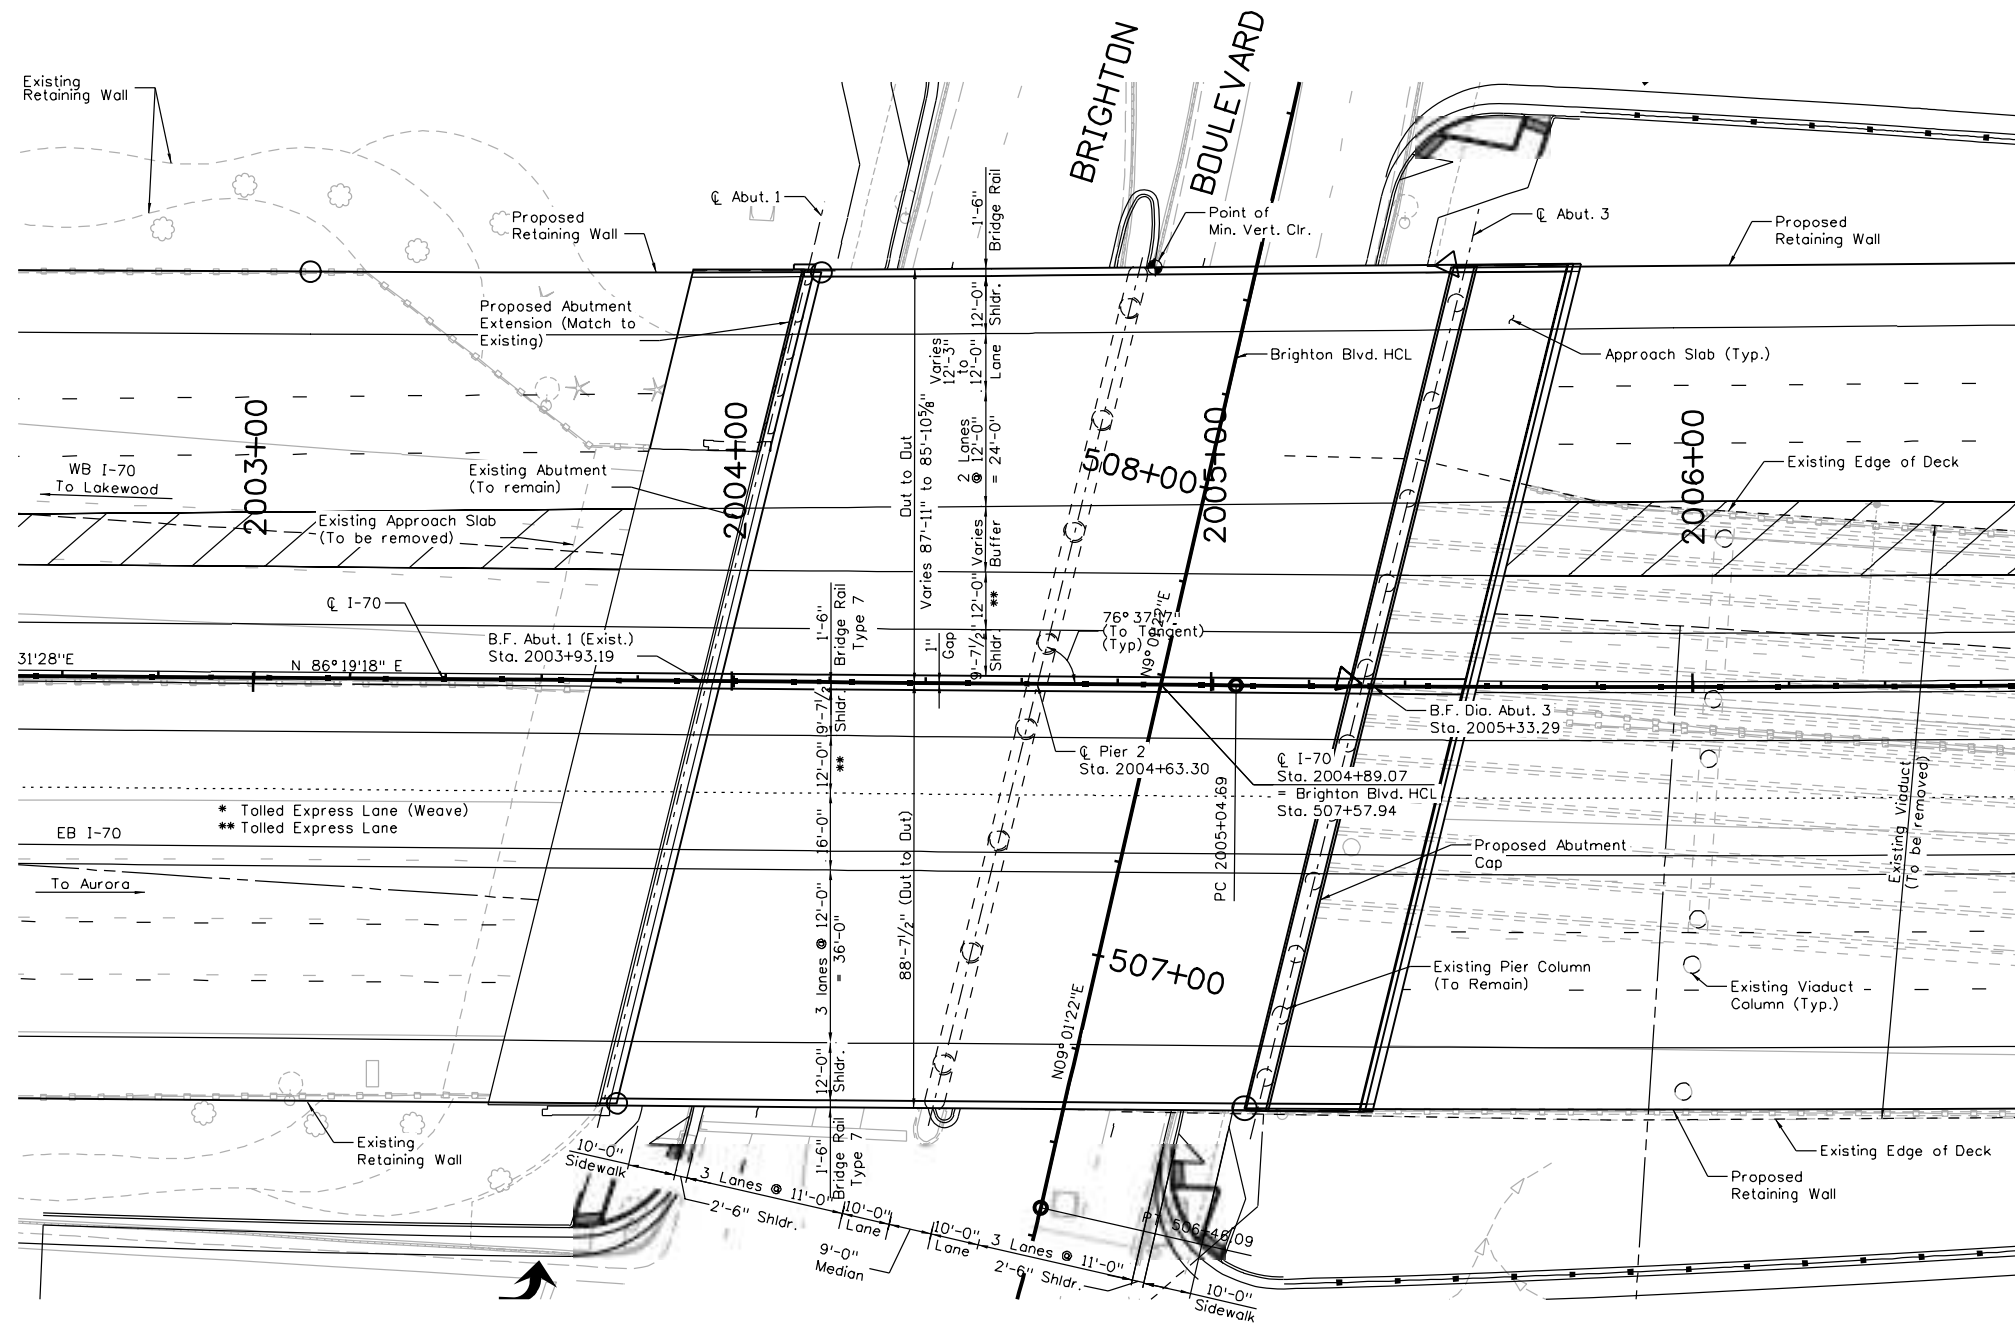 BRIGHTON
BOULEVARD
Existing
Retaining Wall
℄ Abut. 1
Proposed
Retaining Wall
1'-6"
Bridge Rail
Point of
Min. Vert. Clr.
℄ Abut. 3
Proposed
Retaining Wall
Proposed Abutment
Extension (Match to
Existing)
12'-0"
Shldr.
Varies
12'-3"
to
12'-0"
Lane
Brighton Blvd. HCL
Approach Slab (Typ.)
2003+00
2004+00
2005+00
2006+00
508+00
WB I-70
To Lakewood
Existing Abutment
(To remain)
Out to Out
Varies 87'-11" to 85'-10⅝"
2 Lanes
@ 12'-0"
= 24'-0"
Existing Edge of Deck
Existing Approach Slab
(To be removed)
12'-0" Varies
** Buffer
℄ I-70
B.F. Abut. 1 (Exist.)
Sta. 2003+93.19
1'-6"
Bridge Rail
Type 7
1"
Gap
9'-7½"
Shldr.
76° 37'27"
(To Tangent)
(Typ)
N9° 01'22"E
31'28"E
N 86°19'18" E
9'-7½"
Shldr.
B.F. Dia. Abut. 3
Sta. 2005+33.29
℄ Pier 2
Sta. 2004+63.30
℄ I-70
Sta. 2004+89.07
= Brighton Blvd. HCL
Sta. 507+57.94
12'-0"
**
PC 2005+04.69
Existing Viaduct
(To be removed)
* Tolled Express Lane (Weave)
** Tolled Express Lane
EB I-70
To Aurora
16'-0"
88'-7½" (Out to Out)
Proposed Abutment
Cap
3 lanes @ 12'-0"
= 36'-0"
507+00
Existing Pier Column
(To Remain)
Existing Viaduct
Column (Typ.)
N09° 01'22"E
12'-0"
Shldr.
Existing
Retaining Wall
1'-6"
Bridge Rail
Type 7
Existing Edge of Deck
Proposed
Retaining Wall
10'-0"
Sidewalk
3 Lanes @ 11'-0"
2'-6" Shldr.
10'-0"
Lane
9'-0"
Median
10'-0"
Lane
3 Lanes @ 11'-0"
2'-6" Shldr.
PT 506+46.09
10'-0"
Sidewalk